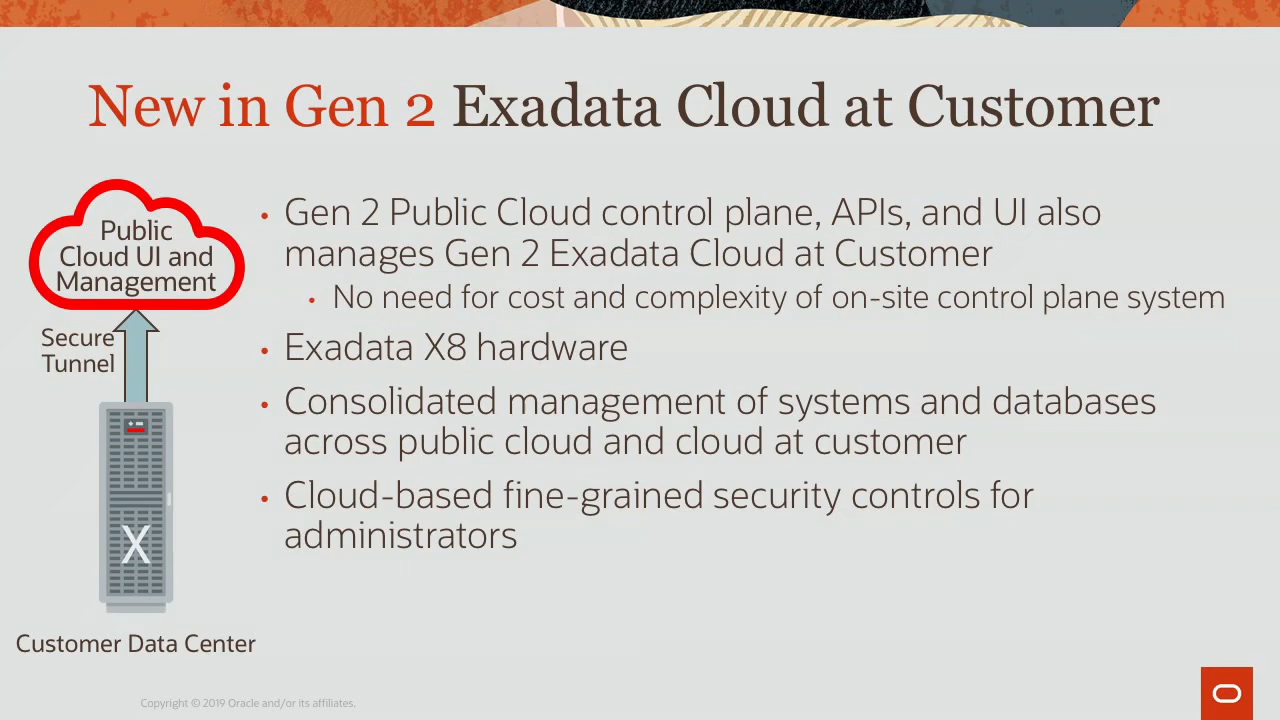 New in Gen 2 Exadata Cloud at Customer
Public
Cloud UI and
Management
Secure
Tunnel
X
Customer Data Center
• Gen 2 Public Cloud control plane, APIs, and UI also
manages Gen 2 Exadata Cloud at Customer
• No need for cost and complexity of on-site control plane system
• Exadata X8 hardware
• Consolidated management of systems and databases
across public cloud and cloud at customer
• Cloud-based fine-grained security controls for
administrators
Copyright © 2019 Oracle and/or its affiliates.